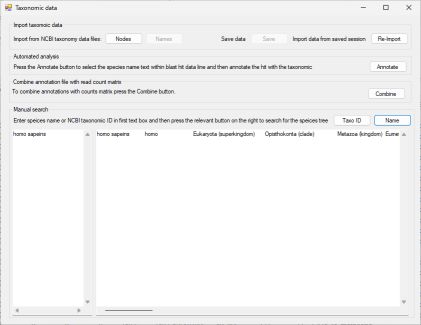 Taxonomic data
Import taxomoic data
Import from NCBI taxonomy data files: Nodes Names Save data Save Import data from saved session Re-Import
Automated analysis
Press the Annotate button to select the species name text within blast hit data line and then annotate the hit with the taxonomic Annotate
Combine annotation file with read count matrix
To combine annotations with counts matrix press the Combine button. Combine
Manual search
Enter speices name or NCBI taxonomic ID in first text box and then press the relevant button on the right to search for the speices tree Taxo ID Name
homo sapeins homo sapeins homo Eukaryota (superkingdom) Opisthokonta (clade) Metazoa (kingdom) Eume